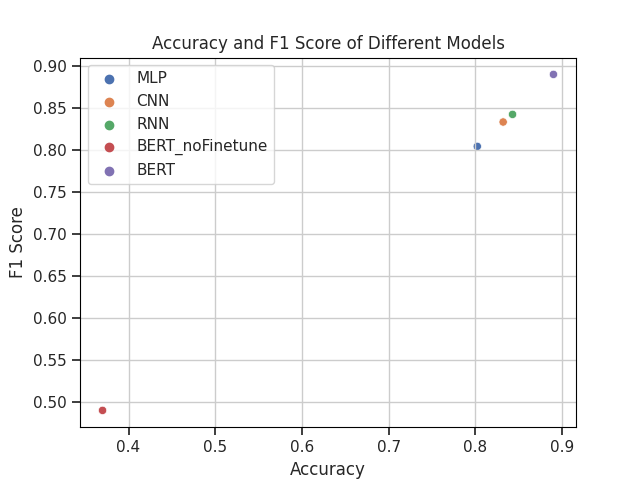 Accuracy and F1 Score of Different Models
0.90
0.85
0.80
0.75
0.70
0.65
0.60
0.55
0.50
F1 Score
MLP
CNN
RNN
BERT_noFinetune
BERT
0.4 0.5 0.6 0.7 0.8 0.9
Accuracy